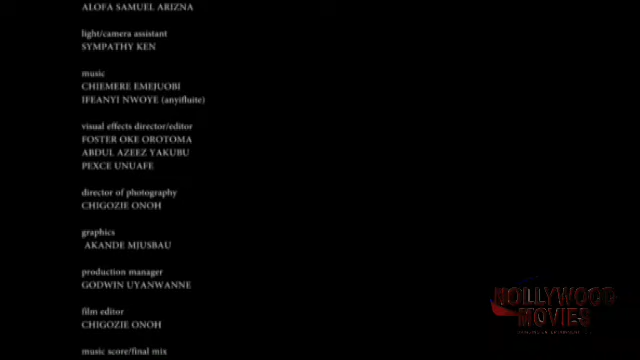 ALOFA SAMUEL ARIZNA
light/camera assistant
SYMPATHY KEN
music
CHIEMERE EMEJUOBI
IFEANYI NWOYE (anyifluite)
visual effects director/editor
FOSTER OKE OROTOMA
ABDUL AZEEZ YAKUBU
PEXCE UNUAFE
director of photography
CHIGOZIE ONOH
graphics
AKANDE MJUSBAU
production manager
GODWIN UYANWANNE
film editor
CHIGOZIE ONOH
music score/final mix
NOLLYWOOD
MOVIES